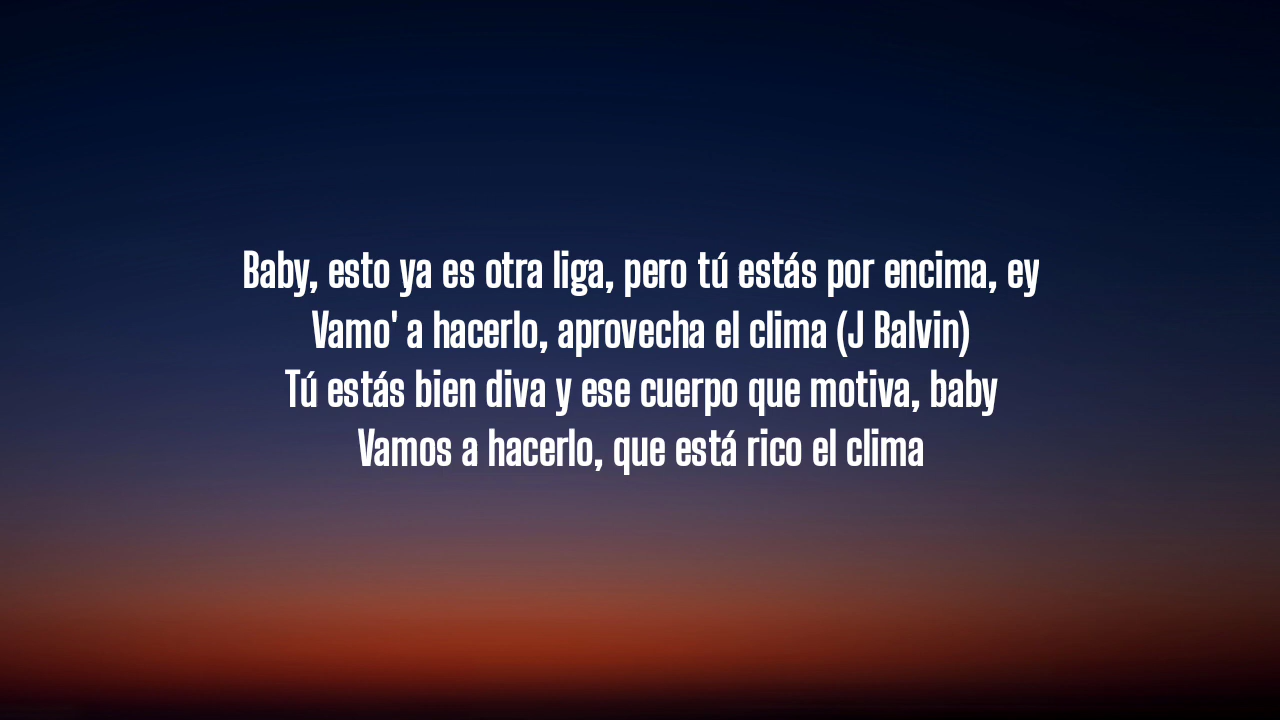 Baby, esto ya es otra liga, pero tú estás por encima, ey
Vamo' a hacerlo, aprovecha el clima (J Balvin)
Tú estás bien diva y ese cuerpo que motiva, baby
Vamos a hacerlo, que está rico el clima